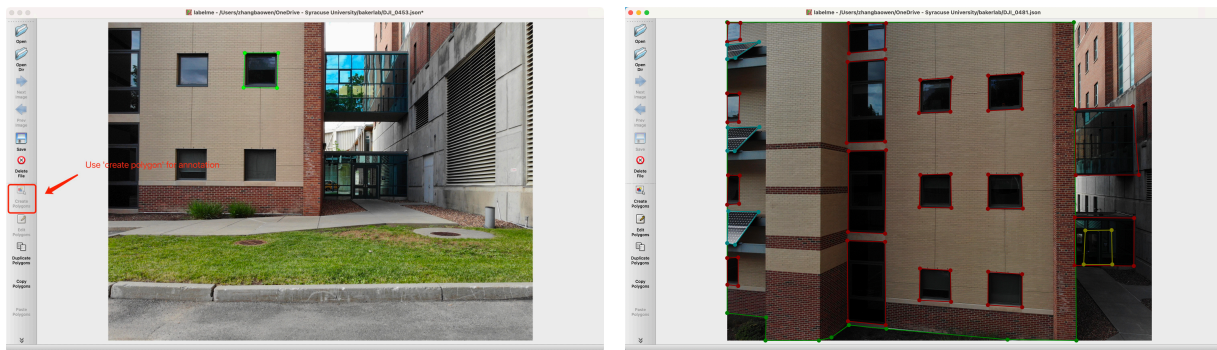 labelme - /Users/zhangbaowen/OneDrive - Syracuse University/bakerlab/DJI_0453.json*
Open
Open
Dir
Next
Image
Prev
Image
Save
Delete
File
Create
Polygons
Edit
Polygons
Duplicate
Polygons
Copy
Polygons
Paste
Polygons
Use 'create polygon' for annotation
labelme - /Users/zhangbaowen/OneDrive - Syracuse University/bakerlab/DJI_0481.json
Open
Open
Dir
Next
Image
Prev
Image
Save
Delete
File
Create
Polygons
Edit
Polygons
Duplicate
Polygons
Copy
Polygons
Paste
Polygons